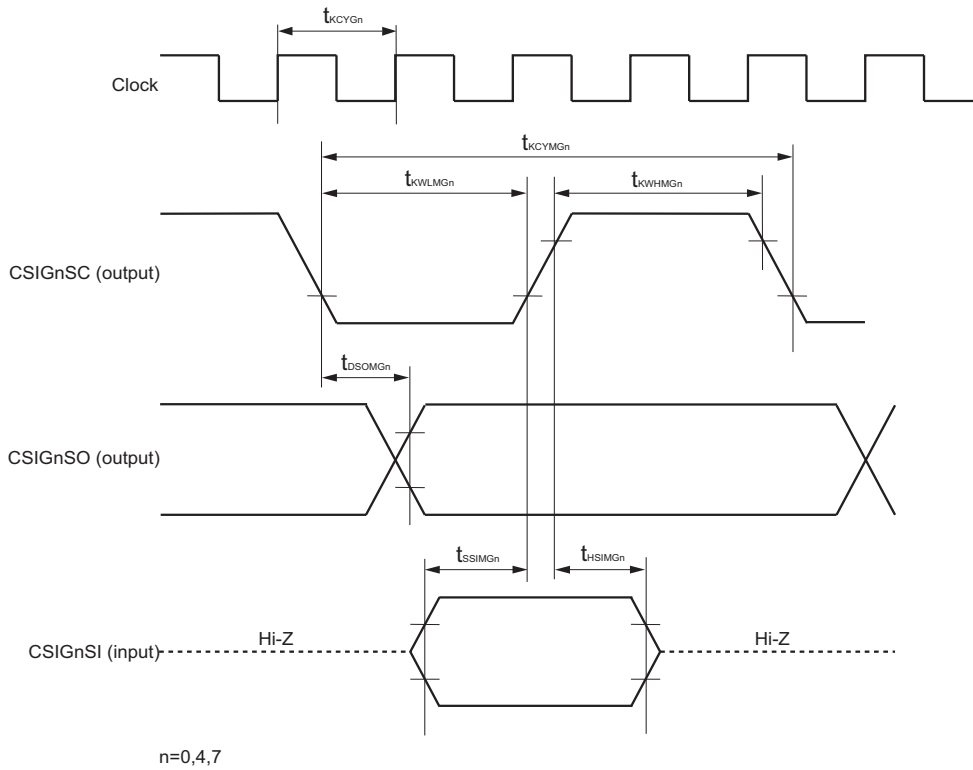 tKCYGn
Clock
tKCYMGn
tKWLMGn
tKWHMGn
CSIGnSC (output)
tDSOMGn
CSIGnSO (output)
tSSIMGn
tHSIMGn
Hi-Z
Hi-Z
CSIGnSI (input)
n=0,4,7